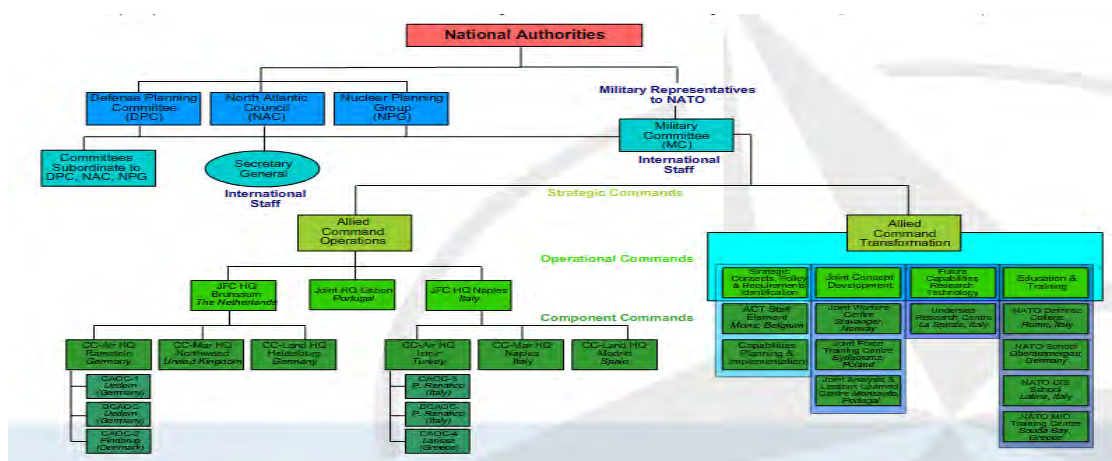 National Authorities
Defense Planning
Committee
(DPC)
North Atlantic
Council
(NAC)
Nuclear Planning
Group
(NPG)
Military Representatives
to NATO
Military
Committee
(MC)
International
Staff
Committees
Subordinate to
DPC, NAC, NPG
Secretary
General
International
Staff
Strategic Commands
Allied
Command
Operations
Allied
Command
Transformation
Operational Commands
JFC HQ
Brunssum
The Netherlands
Joint HQ Lisbon
Portugal
JFC HQ Naples
Italy
Strategic
Concepts, Policy
& Requirements
Identification
Joint Concept
Development
Future
Capabilities
Research
Technology
Education &
Training
Component Commands
CC-Air HQ
Ramstein
Germany
CC-Mar HQ
Northwood
United Kingdom
CC-Land HQ
Heidelburg
Germany
CC-Air HQ
Izmir
Turkey
CC-Mar HQ
Naples
Italy
CC-Land HQ
Madrid
Spain
CAOC-1
Uedem
(Germany)
DCAOC-
Uedem
(Germany)
CAOC-2
Finderup
(Denmark)
P. Renatico
(Italy)
DCAOC-
P. Renatico
(Italy)
CAOC-4
Larissa
(Greece)
ACT Staff
Element
Mons, Belgium
Capabilities
Planning &
Implementation
Joint Warfare
Centre
Stavanger,
Norway
Joint Force
Training Centre
Bydgoszcz,
Poland
Joint Analysis &
Lessons Learned
Centre Monsanto,
Portugal
Undersea
Research Centre
La Spezia, Italy
NATO Defense
College
Rome, Italy
NATO School
Oberammergau,
Germany
NATO CIS
School
Latina, Italy
NATO MIO
Training Centre
Souda Bay,
Greece